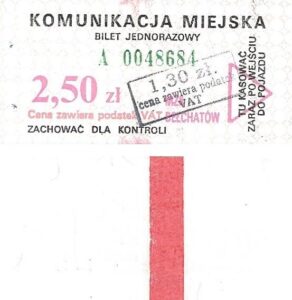 KOMUNIKACJA MIEJSKA
BILET JEDNORAZOWY
A 0048684
2,50 zł
MZK
BEŁCHATÓW
Cena zawiera podatek VAT
ZACHOWAĆ DLA KONTROLI
1,30 zł.
cena zawiera podatek
VAT
TU KASOWAĆ
ZARAZ PO WEJŚCIU
DO POJAZDU